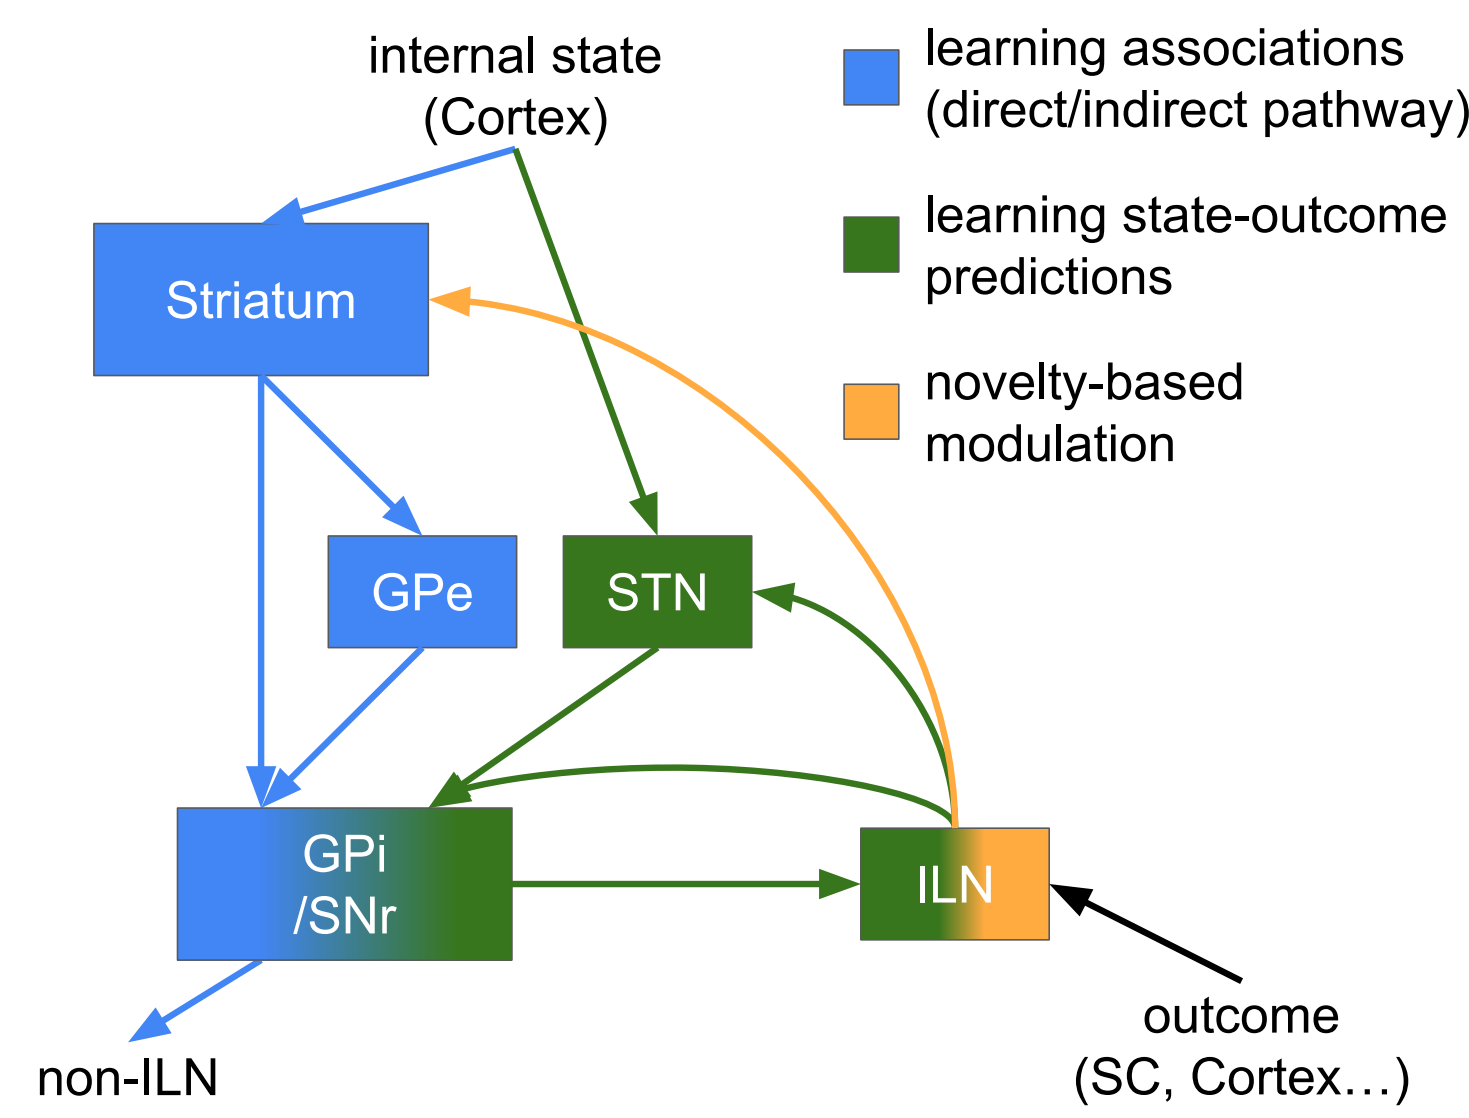 internal state
(Cortex)
learning associations
(direct/indirect pathway)
learning state-outcome
predictions
novelty-based
modulation
Striatum
GPe
STN
GPi
/SNr
ILN
non-ILN
outcome
(SC, Cortex…)